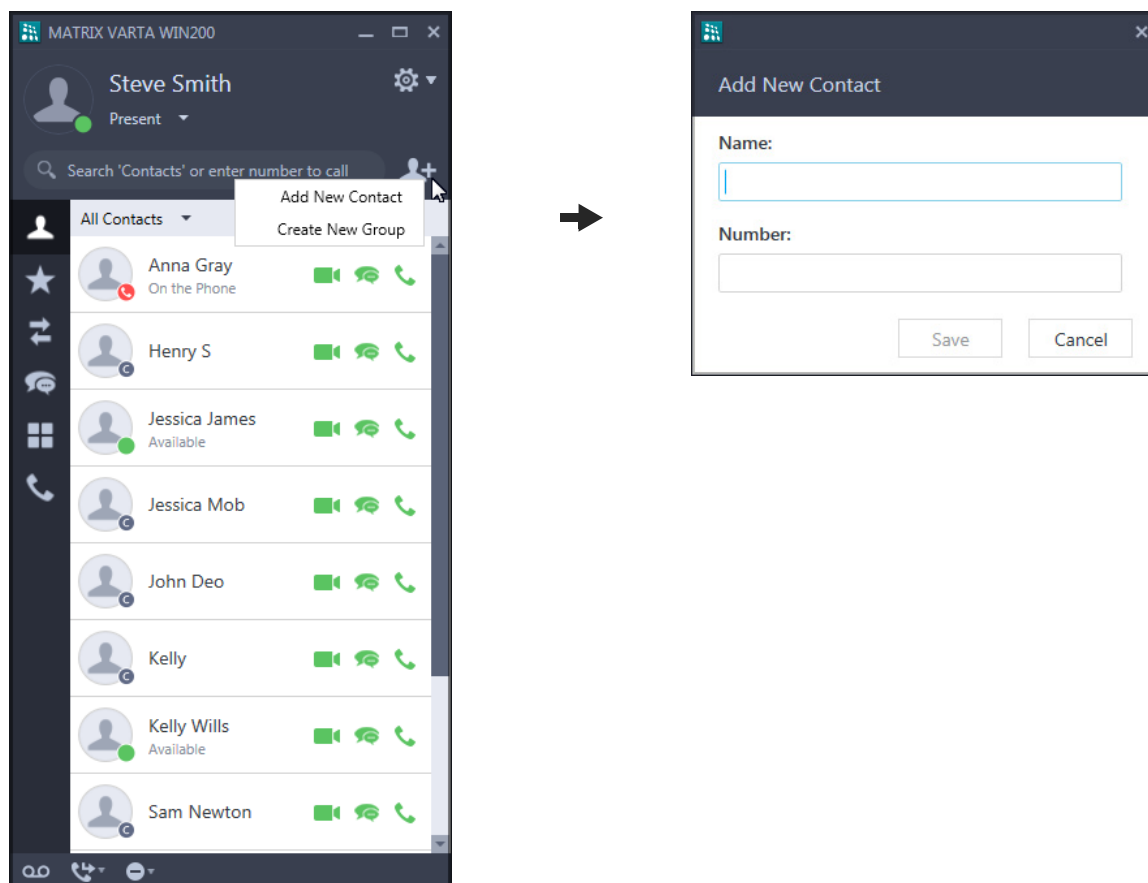 MATRIX VARTA WIN200
Steve Smith
Present
Search 'Contacts' or enter number to call
Add New Contact
Create New Group
All Contacts
Anna Gray
On the Phone
Henry S
C
Jessica James
Available
Jessica Mob
C
John Deo
C
Kelly
C
Kelly Wills
Available
Sam Newton
C
Add New Contact
Name:
Number:
Save Cancel